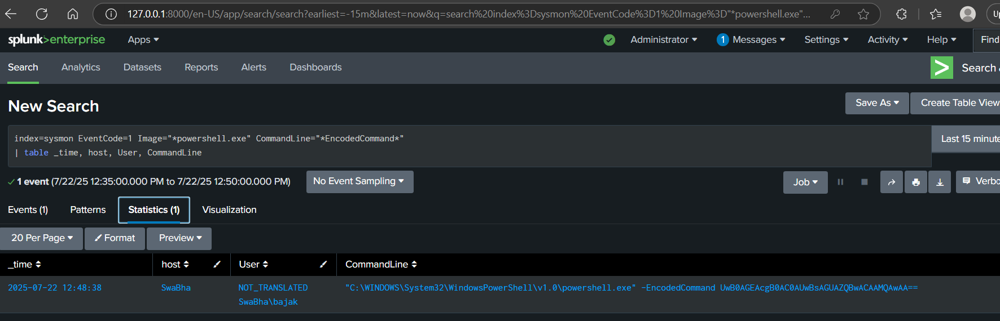 127.0.0.1:8000/en-US/app/search/search?earliest=-15m&latest=now&q=search%20index%3Dsysmon%20EventCode%3D1%20Image%3D"*powershell.exe"...
Up
splunk>enterprise Apps Administrator 1 Messages Settings Activity Help Find
Search Analytics Datasets Reports Alerts Dashboards > Search &
New Search
Save As Create Table View
index=sysmon EventCode=1 Image="*powershell.exe" CommandLine="*EncodedCommand*"
| table _time, host, User, CommandLine
Last 15 minute
1 event (7/22/25 12:35:00.000 PM to 7/22/25 12:50:00.000 PM) No Event Sampling Job Verbo
Events (1) Patterns Statistics (1) Visualization
20 Per Page Format Preview
_time host User CommandLine
2025-07-22 12:48:38 SwaBha NOT_TRANSLATED "C:\WINDOWS\System32\WindowsPowerShell\v1.0\powershell.exe" -EncodedCommand UwB0AGEAcgB0AC0AUwBsAGUAZQBwACAAMQAwAA==
SwaBha\bajak